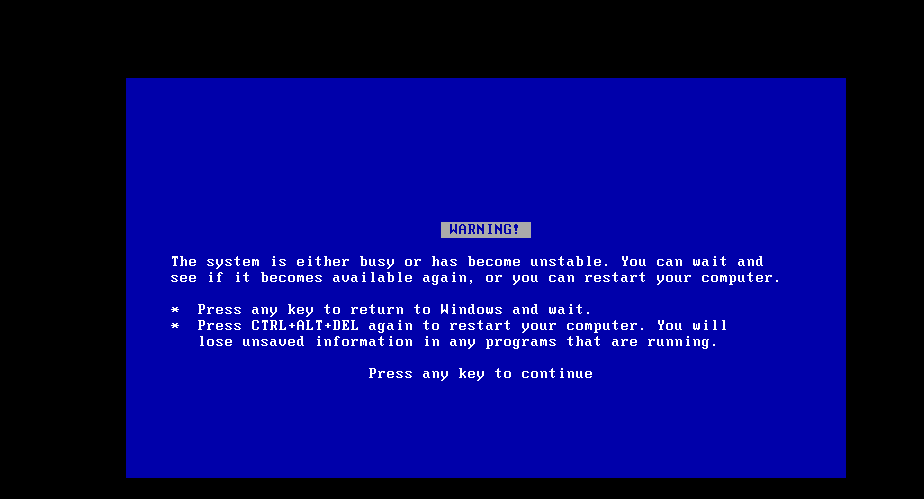 WARNING!
The system is either busy or has become unstable. You can wait and
see if it becomes available again, or you can restart your computer.
*  Press any key to return to Windows and wait.
*  Press CTRL+ALT+DEL again to restart your computer. You will
lose unsaved information in any programs that are running.
Press any key to continue